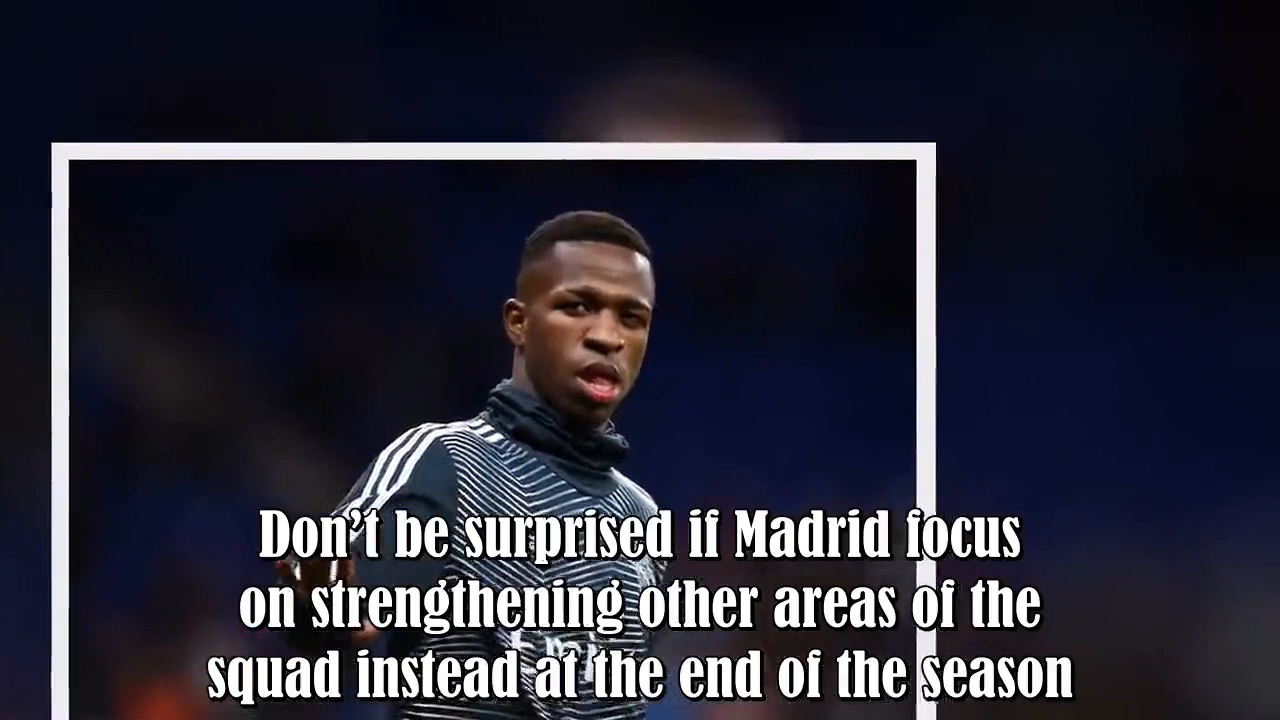 Don't be surprised if Madrid focus
on strengthening other areas of the
squad instead at the end of the season